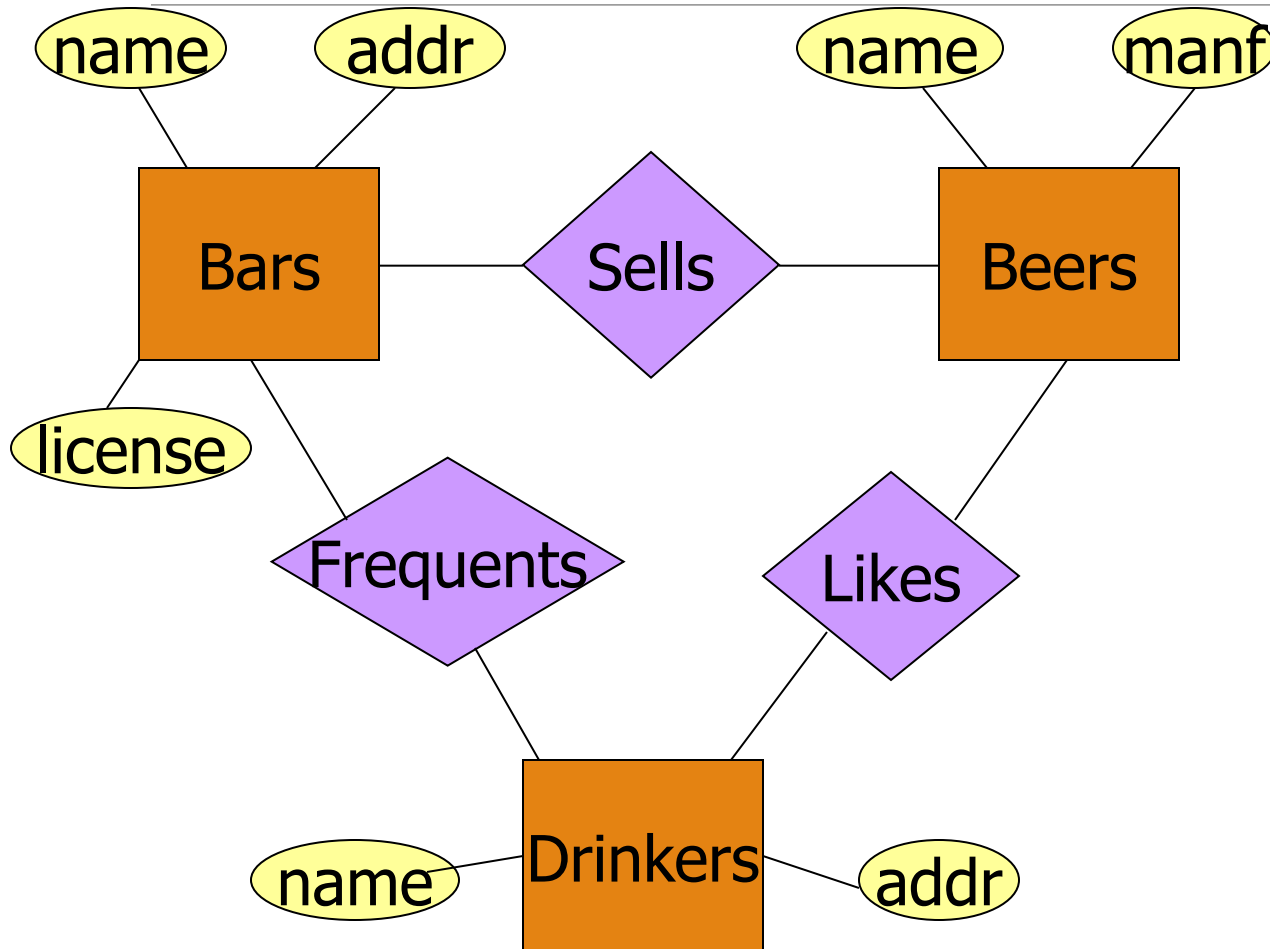 name
addr
name
manf
Bars
Sells
Beers
license
Frequents
Likes
Drinkers
name
addr